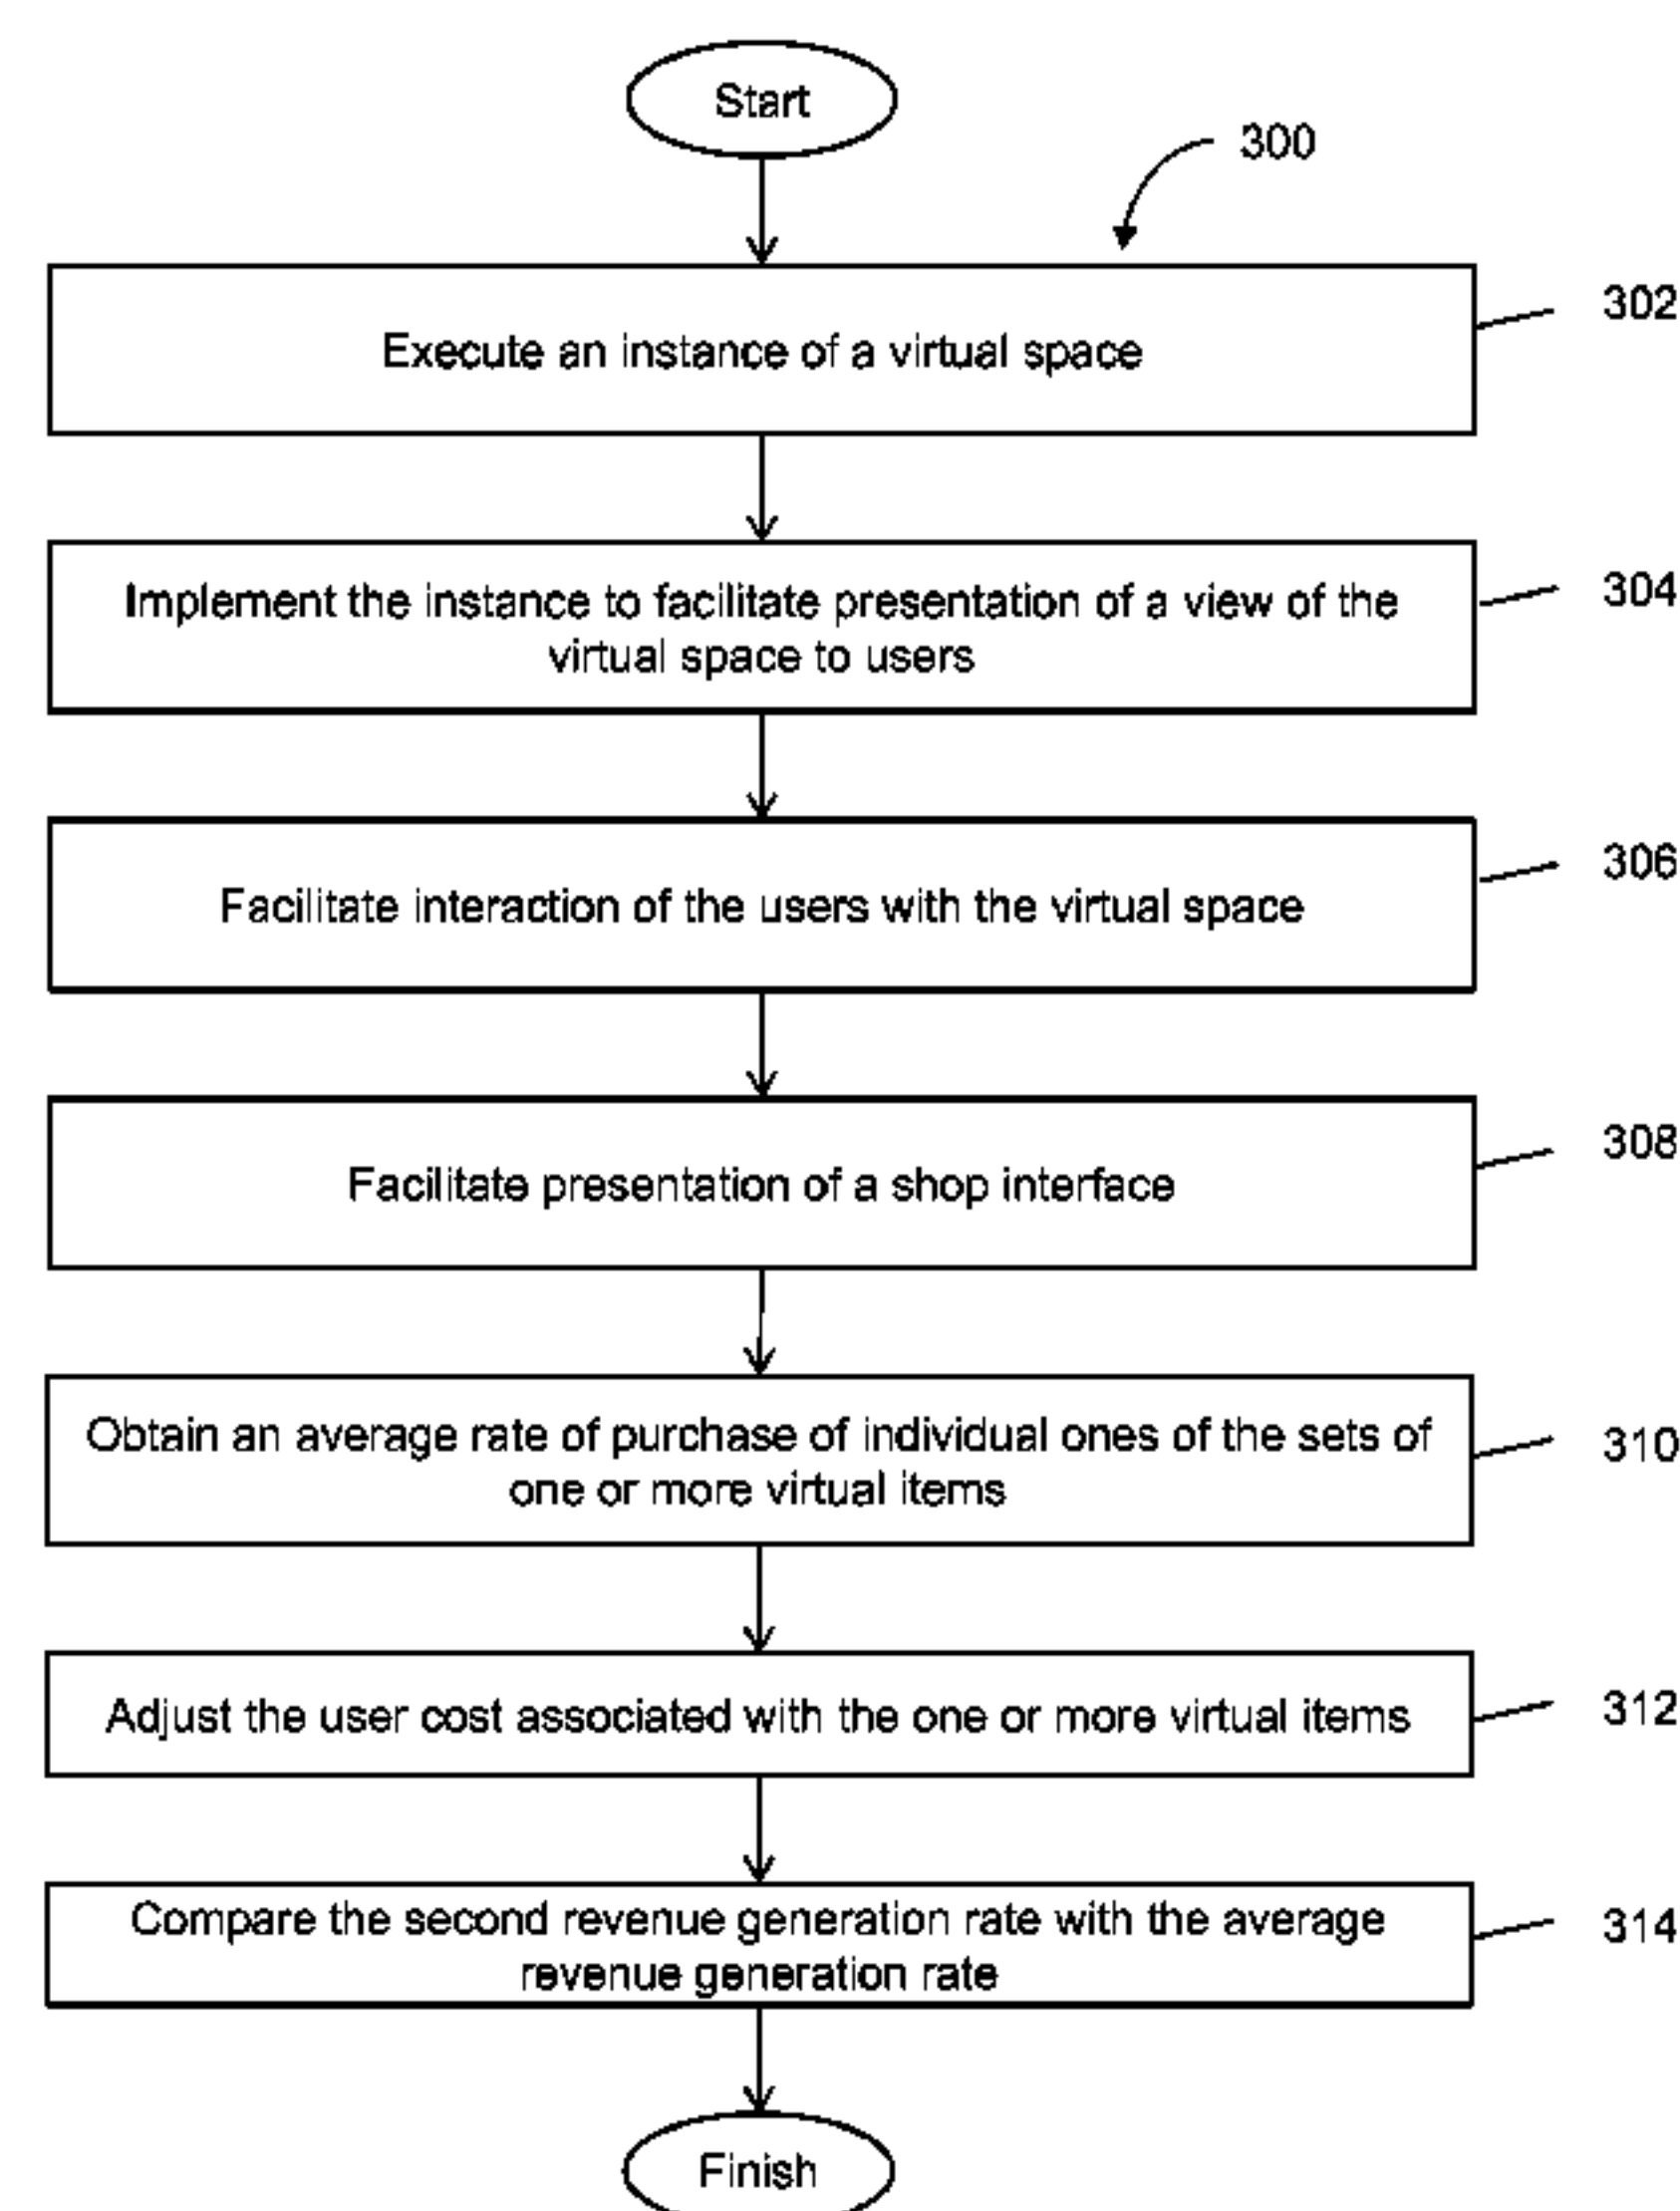 Start
300
Execute an instance of a virtual space
302
Implement the instance to facilitate presentation of a view of the
virtual space to users
304
Facilitate interaction of the users with the virtual space
306
Facilitate presentation of a shop interface
308
Obtain an average rate of purchase of individual ones of the sets of
one or more virtual items
310
Adjust the user cost associated with the one or more virtual items
312
Compare the second revenue generation rate with the average
revenue generation rate
314
Finish